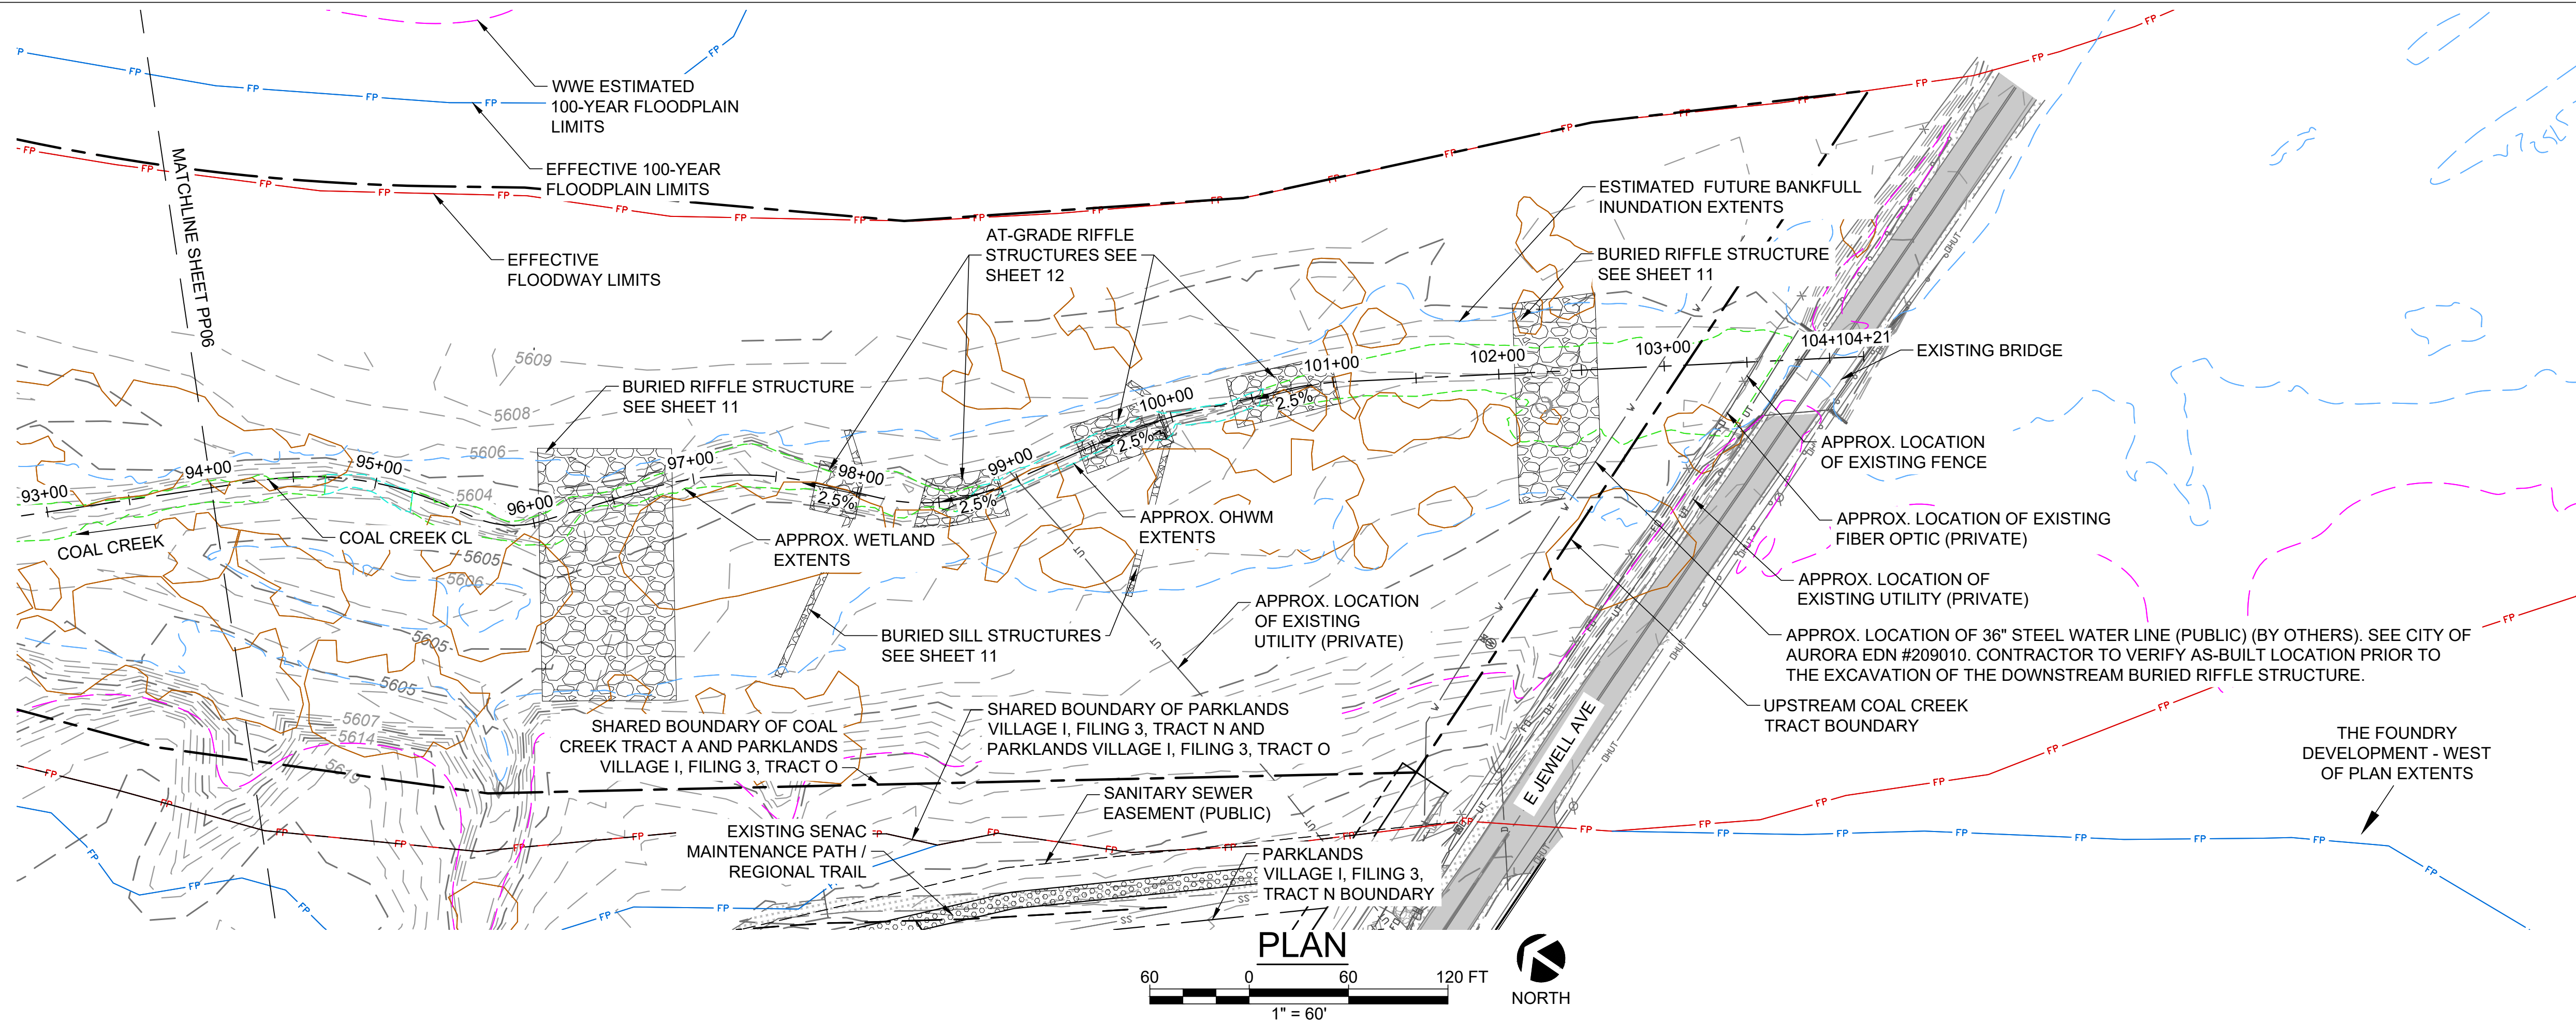 WWE ESTIMATED
100-YEAR FLOODPLAIN
LIMITS
EFFECTIVE 100-YEAR
FLOODPLAIN LIMITS
EFFECTIVE
FLOODWAY LIMITS
MATCHLINE SHEET PP06
AT-GRADE RIFFLE
STRUCTURES SEE
SHEET 12
ESTIMATED FUTURE BANKFULL
INUNDATION EXTENTS
BURIED RIFFLE STRUCTURE
SEE SHEET 11
BURIED RIFFLE STRUCTURE
SEE SHEET 11
5609
5608
5606
5604
5605
5606
5605
5605
5607
5614
5619
93+00
94+00
95+00
96+00
97+00
98+00
99+00
100+00
101+00
102+00
103+00
104+
104+21
2.5%
2.5%
2.5%
2.5%
EXISTING BRIDGE
COAL CREEK
COAL CREEK CL
APPROX. WETLAND
EXTENTS
APPROX. OHWM
EXTENTS
APPROX. LOCATION
OF EXISTING FENCE
APPROX. LOCATION OF EXISTING
FIBER OPTIC (PRIVATE)
APPROX. LOCATION OF
EXISTING UTILITY (PRIVATE)
APPROX. LOCATION
OF EXISTING
UTILITY (PRIVATE)
BURIED SILL STRUCTURES
SEE SHEET 11
APPROX. LOCATION OF 36" STEEL WATER LINE (PUBLIC) (BY OTHERS). SEE CITY OF
AURORA EDN #209010. CONTRACTOR TO VERIFY AS-BUILT LOCATION PRIOR TO
THE EXCAVATION OF THE DOWNSTREAM BURIED RIFFLE STRUCTURE.
UPSTREAM COAL CREEK
TRACT BOUNDARY
SHARED BOUNDARY OF COAL
CREEK TRACT A AND PARKLANDS
VILLAGE I, FILING 3, TRACT O
SHARED BOUNDARY OF PARKLANDS
VILLAGE I, FILING 3, TRACT N AND
PARKLANDS VILLAGE I, FILING 3, TRACT O
THE FOUNDRY
DEVELOPMENT - WEST
OF PLAN EXTENTS
E JEWELL AVE
SANITARY SEWER
EASEMENT (PUBLIC)
EXISTING SENAC
MAINTENANCE PATH /
REGIONAL TRAIL
PARKLANDS
VILLAGE I, FILING 3,
TRACT N BOUNDARY
FP
UT
OHUT
W
SS
PLAN
60 0 60 120 FT
1" = 60'
NORTH